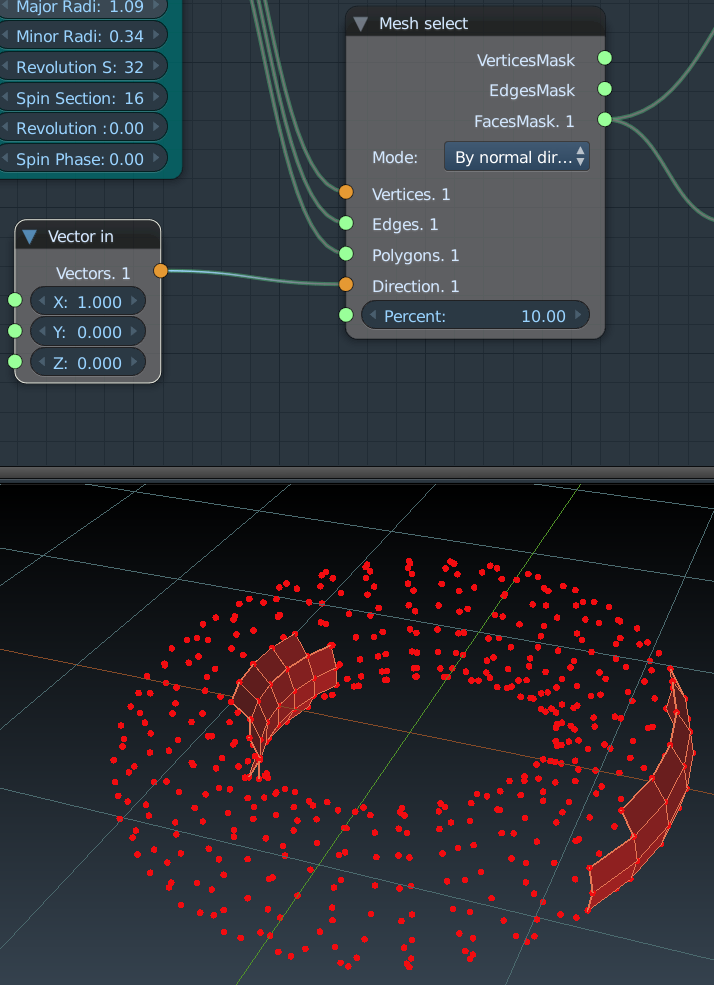 Major Radi: 1.09
Minor Radi: 0.34
Revolution S: 32
Spin Section: 16
Revolution :0.00
Spin Phase: 0.00
Vector in
Vectors. 1
X: 1.000
Y: 0.000
Z: 0.000
Mesh select
VerticesMask
EdgesMask
FacesMask. 1
Mode: By normal dir...
Vertices. 1
Edges. 1
Polygons. 1
Direction. 1
Percent: 10.00